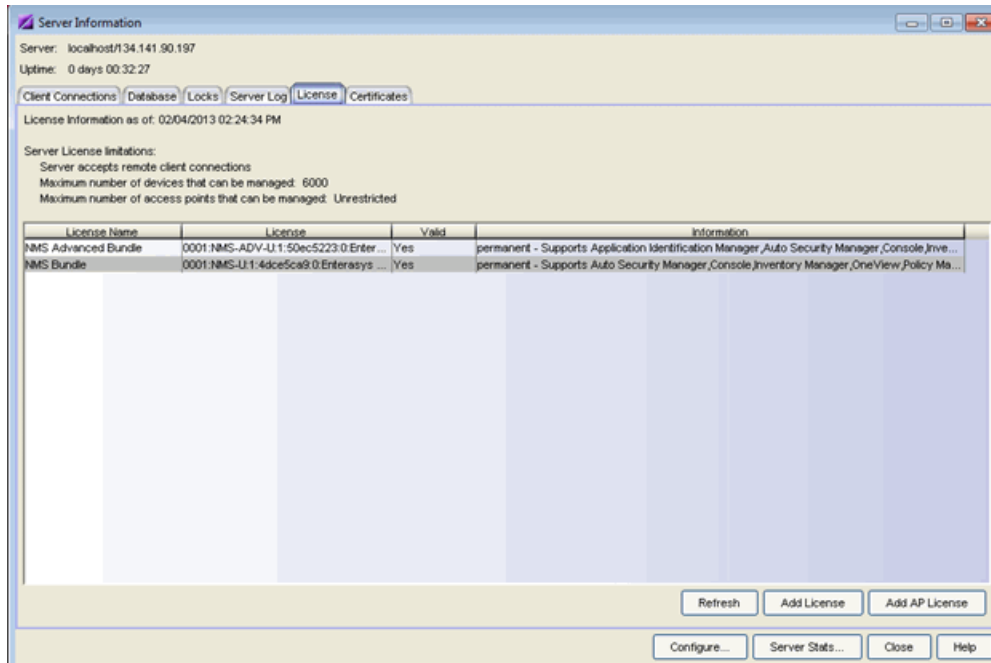 Server Information
Server: localhost/134.141.90.197
Uptime: 0 days 00:32:27
Client Connections Database Locks Server Log License Certificates
License Information as of: 02/04/2013 02:24:34 PM
Server License limitations:
Server accepts remote client connections
Maximum number of devices that can be managed: 6000
Maximum number of access points that can be managed: Unrestricted
License Name License Valid Information
NMS Advanced Bundle 0001:NMS-ADV-U:1:50ec5223:0:Enter... Yes permanent - Supports Application Identification Manager,Auto Security Manager,Console,Inve...
NMS Bundle 0001:NMS-U:1:4dce5ca9:0:Enterasys ... Yes permanent - Supports Auto Security Manager,Console,Inventory Manager,OneView,Policy Ma...
Refresh Add License Add AP License
Configure... Server Stats... Close Help